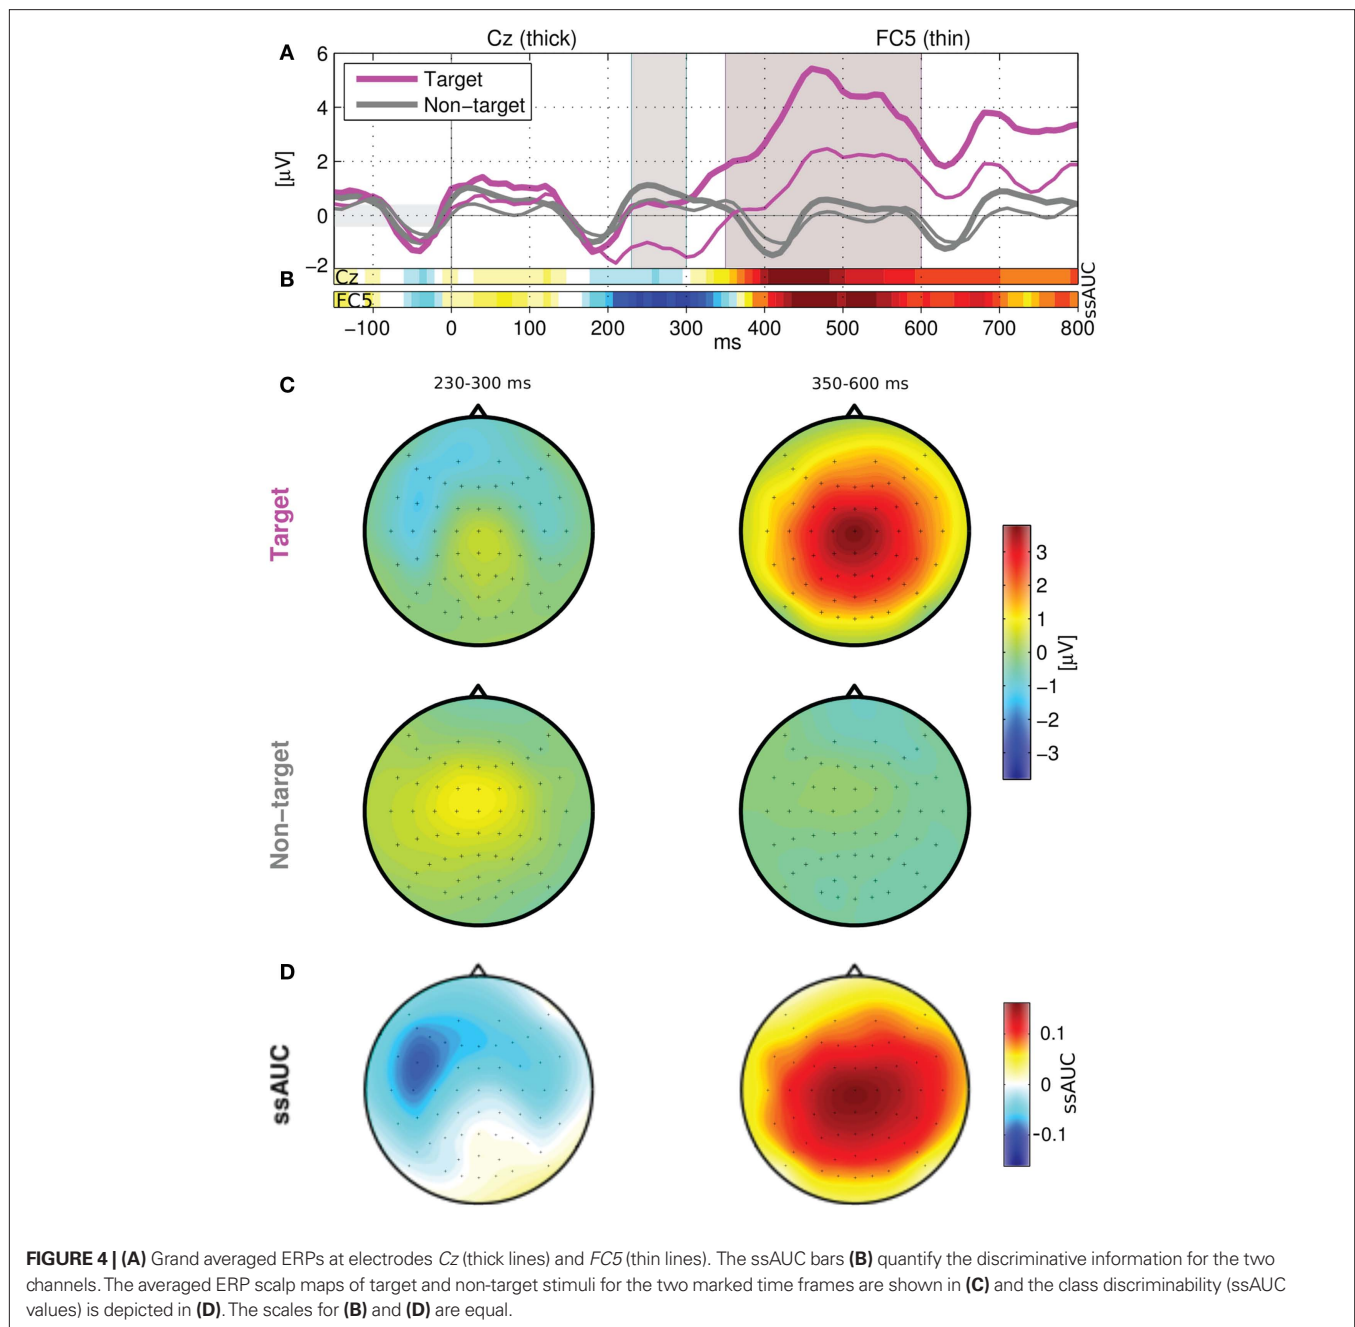 A
Cz (thick)
FC5 (thin)
6
4
2
0
−2
[µV]
Target
Non−target
B
Cz
FC5
ssAUC
−100
0
100
200
300
400
500
600
700
800
ms
C
230-300 ms
350-600 ms
Target
3
2
1
0
−1
−2
−3
[µV]
Non−target
D
ssAUC
0.1
0
-0.1
ssAUC
FIGURE 4 | (A) Grand averaged ERPs at electrodes Cz (thick lines) and FC5 (thin lines). The ssAUC bars (B) quantify the discriminative information for the two
channels. The averaged ERP scalp maps of target and non-target stimuli for the two marked time frames are shown in (C) and the class discriminability (ssAUC
values) is depicted in (D). The scales for (B) and (D) are equal.